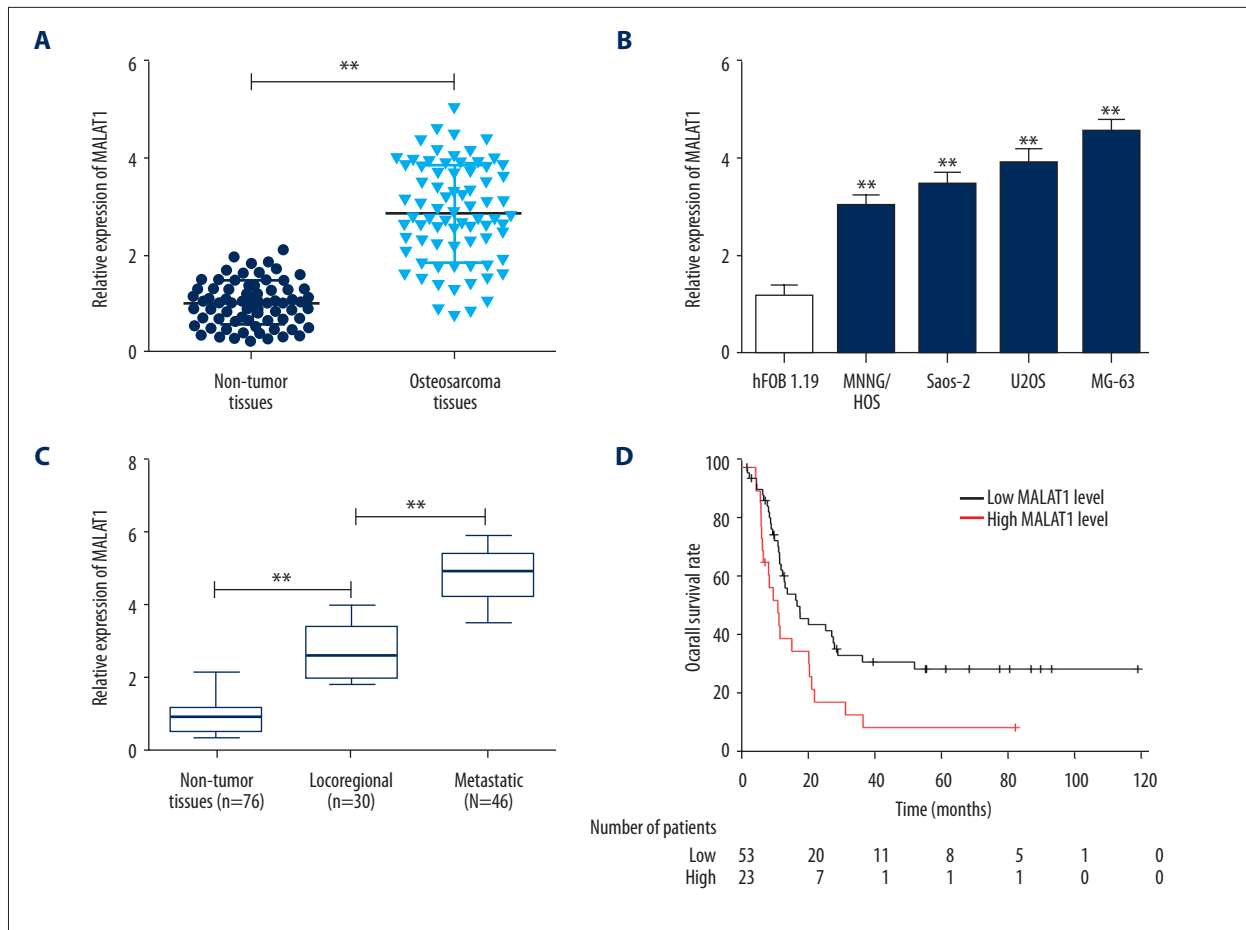 A
Relative expression of MALAT1
6
4
2
0
**
Non-tumor
tissues
Osteosarcoma
tissues
B
Relative expression of MALAT1
6
4
2
0
**
**
**
**
hFOB 1.19
MNNG/
HOS
Saos-2
U2OS
MG-63
C
Relative expression of MALAT1
8
6
4
2
0
**
**
Non-tumor
tissues (n=76)
Locoregional
(n=30)
Metastatic
(N=46)
D
Ocarall survival rate
100
80
60
40
20
0
Low MALAT1 level
High MALAT1 level
0 20 40 60 80 100 120
Time (months)
Number of patients
Low 53 20 11 8 5 1 0
High 23 7 1 1 1 0 0